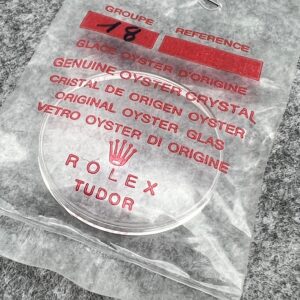 GROUPE REFERENCE
18
GLACE OYSTER D'ORIGINE
GENUINE OYSTER CRYSTAL
CRISTAL DE ORIGEN OYSTER
ORIGINAL OYSTER GLAS
VETRO OYSTER DI ORIGINE
ROLEX
TUDOR